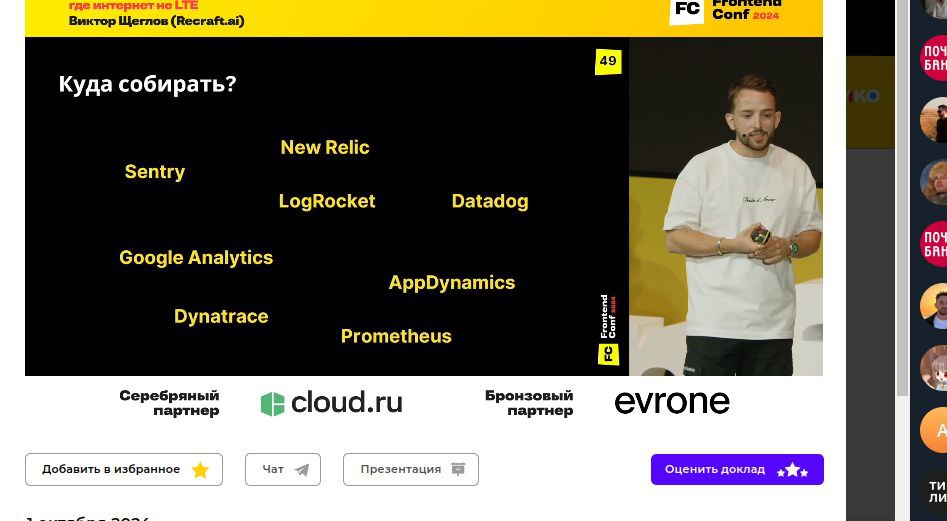 где интернет не LTE
Виктор Щеглов (Recraft.ai)
FC
Frontend
Conf 2024
49
Куда собирать?
New Relic
Sentry
LogRocket
Datadog
Google Analytics
AppDynamics
Dynatrace
Prometheus
FC Frontend
Conf 2024
Серебряный
партнер
cloud.ru
Бронзовый
партнер
evrone
Добавить в избранное
Чат
Презентация
Оценить доклад
1 октября 2024
ПОЧ
БАН
ПОЧ
БАН
А
ТИ
ЛИ